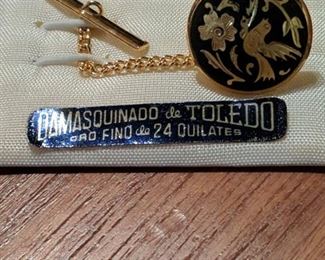 DAMASQUINADO de TOLEDO
ORO FINO de 24 QUILATES